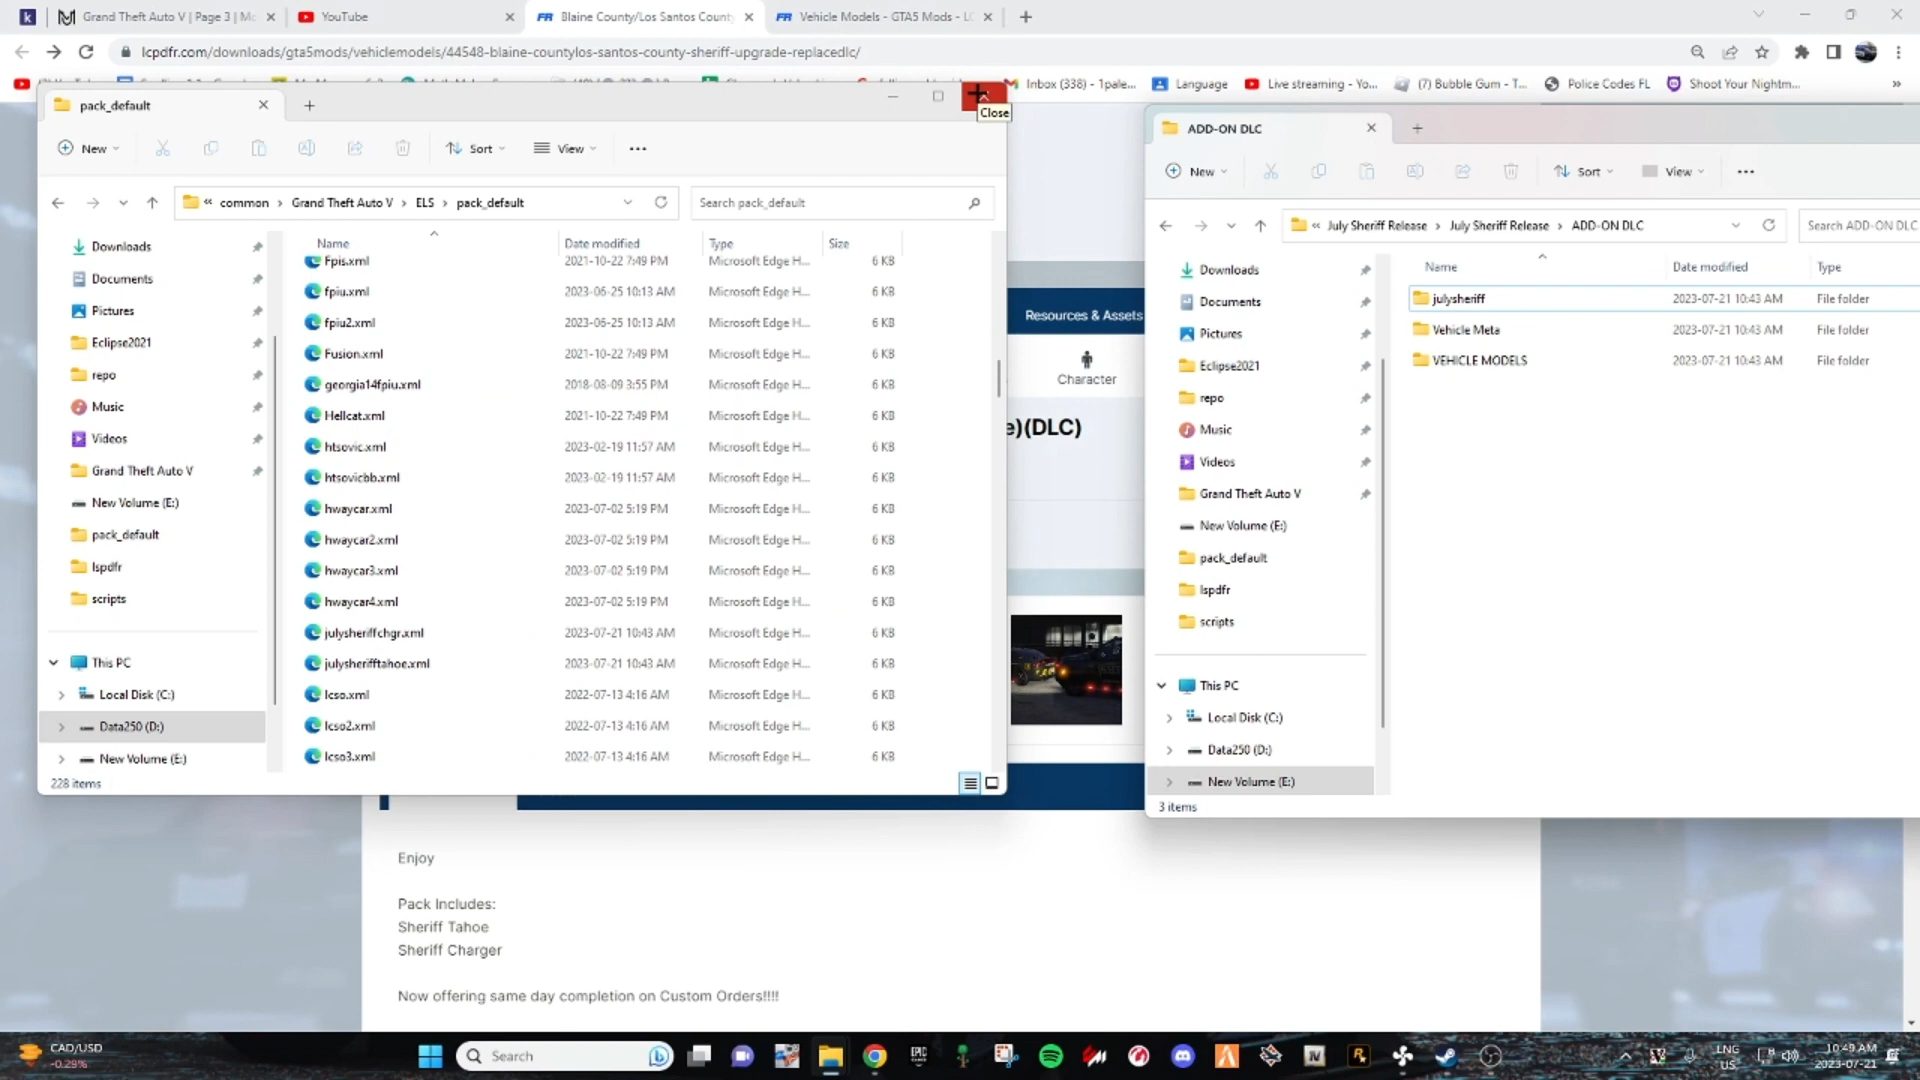 Grand Theft Auto V | Page 3 | Mo
YouTube
Blaine County/Los Santos County
Vehicle Models - GTA5 Mods - LC
lcpdfr.com/downloads/gta5mods/vehiclemodels/44548-blaine-countylos-santos-county-sheriff-upgrade-replacedlc/
Inbox (338) - 1pale...
Language
Live streaming - Yo...
(7) Bubble Gum - T...
Police Codes FL
Shoot Your Nightm...
»
pack_default
Close
New
Sort
View
...
« common > Grand Theft Auto V > ELS > pack_default
Search pack_default
Name
Date modified
Type
Size
Downloads
Documents
Pictures
Eclipse2021
repo
Music
Videos
Grand Theft Auto V
New Volume (E:)
pack_default
lspdfr
scripts
This PC
Local Disk (C:)
Data250 (D:)
New Volume (E:)
Fpis.xml 2021-10-22 7:49 PM Microsoft Edge H... 6 KB
fpiu.xml 2023-06-25 10:13 AM Microsoft Edge H... 6 KB
fpiu2.xml 2023-06-25 10:13 AM Microsoft Edge H... 6 KB
Fusion.xml 2021-10-22 7:49 PM Microsoft Edge H... 6 KB
georgia14fpiu.xml 2018-08-09 3:55 PM Microsoft Edge H... 6 KB
Hellcat.xml 2021-10-22 7:49 PM Microsoft Edge H... 6 KB
htsovic.xml 2023-02-19 11:57 AM Microsoft Edge H... 6 KB
htsovicbb.xml 2023-02-19 11:57 AM Microsoft Edge H... 6 KB
hwaycar.xml 2023-07-02 5:19 PM Microsoft Edge H... 6 KB
hwaycar2.xml 2023-07-02 5:19 PM Microsoft Edge H... 6 KB
hwaycar3.xml 2023-07-02 5:19 PM Microsoft Edge H... 6 KB
hwaycar4.xml 2023-07-02 5:19 PM Microsoft Edge H... 6 KB
julysheriffchgr.xml 2023-07-21 10:43 AM Microsoft Edge H... 6 KB
julysherifftahoe.xml 2023-07-21 10:43 AM Microsoft Edge H... 6 KB
lcso.xml 2022-07-13 4:16 AM Microsoft Edge H... 6 KB
lcso2.xml 2022-07-13 4:16 AM Microsoft Edge H... 6 KB
lcso3.xml 2022-07-13 4:16 AM Microsoft Edge H... 6 KB
228 items
Resources & Assets
Character
e)(DLC)
ADD-ON DLC
New
Sort
View
...
« July Sheriff Release > July Sheriff Release > ADD-ON DLC
Search ADD-ON DLC
Name
Date modified
Type
julysheriff 2023-07-21 10:43 AM File folder
Vehicle Meta 2023-07-21 10:43 AM File folder
VEHICLE MODELS 2023-07-21 10:43 AM File folder
Downloads
Documents
Pictures
Eclipse2021
repo
Music
Videos
Grand Theft Auto V
New Volume (E:)
pack_default
lspdfr
scripts
This PC
Local Disk (C:)
Data250 (D:)
New Volume (E:)
3 items
Enjoy
Pack Includes:
Sheriff Tahoe
Sheriff Charger
Now offering same day completion on Custom Orders!!!!
CAD/USD
-0.29%
Search
EPIC
IV
LNG
US
10:49 AM
2023-07-21